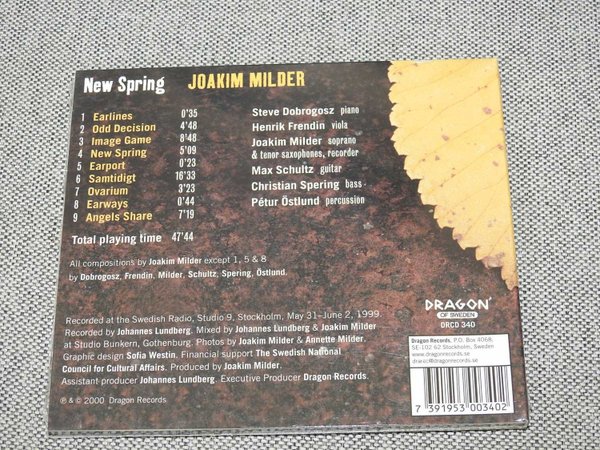 New Spring JOAKIM MILDER
1 Earlines 0'35
2 Odd Decision 4'48
3 Image Game 8'48
4 New Spring 5'09
5 Earport 0'23
6 Samtidigt 16'33
7 Ovarium 3'23
8 Earways 0'44
9 Angels Share 7'19
Total playing time 47'44
Steve Dobrogosz piano
Henrik Frendin viola
Joakim Milder soprano
& tenor saxophones, recorder
Max Schultz guitar
Christian Spering bass
Pétur Östlund percussion
All compositions by Joakim Milder except 1, 5 & 8
by Dobrogosz, Frendin, Milder, Schultz, Spering, Östlund.
Recorded at the Swedish Radio, Studio 9, Stockholm, May 31–June 2, 1999.
Recorded by Johannes Lundberg. Mixed by Johannes Lundberg & Joakim Milder
at Studio Bunkern, Gothenburg. Photos by Joakim Milder & Annette Milder.
Graphic design Sofia Westin. Financial support The Swedish National
Council for Cultural Affairs. Produced by Joakim Milder.
Assistant producer Johannes Lundberg. Executive Producer Dragon Records.
℗ & © 2000 Dragon Records
DRAGON
OF SWEDEN
DRCD 340
Dragon Records, P.O. Box 4068,
SE-102 62 Stockholm, Sweden
www.dragonrecords.se
7 391953 003402